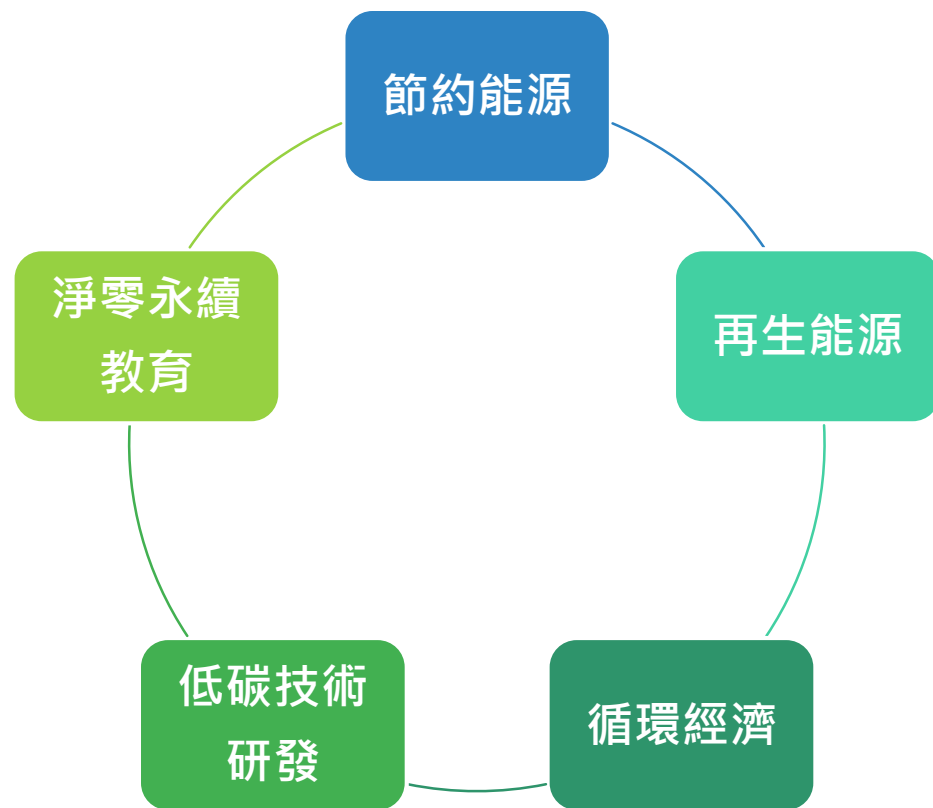 節約能源
再生能源
循環經濟
低碳技術
研發
淨零永續
教育